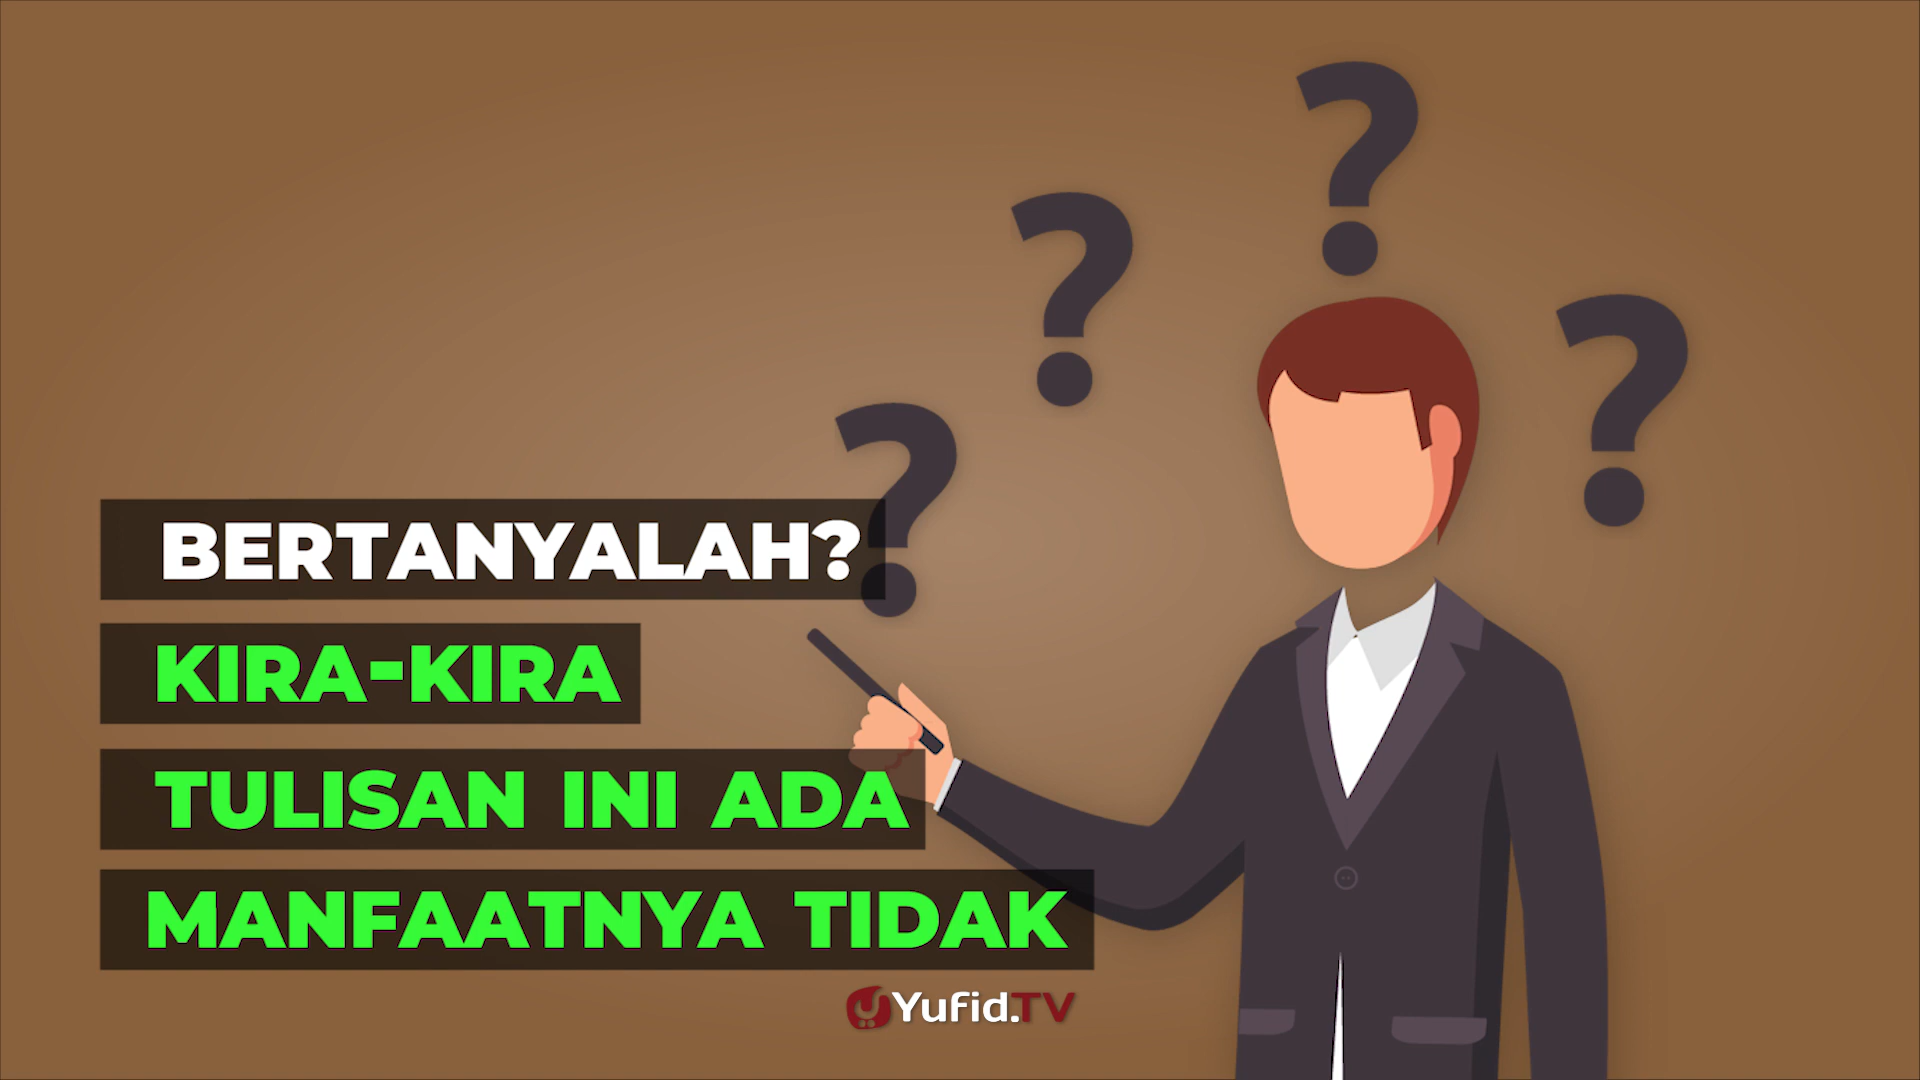 BERTANYALAH?
KIRA-KIRA
TULISAN INI ADA
MANFAATNYA TIDAK
Yufid.TV